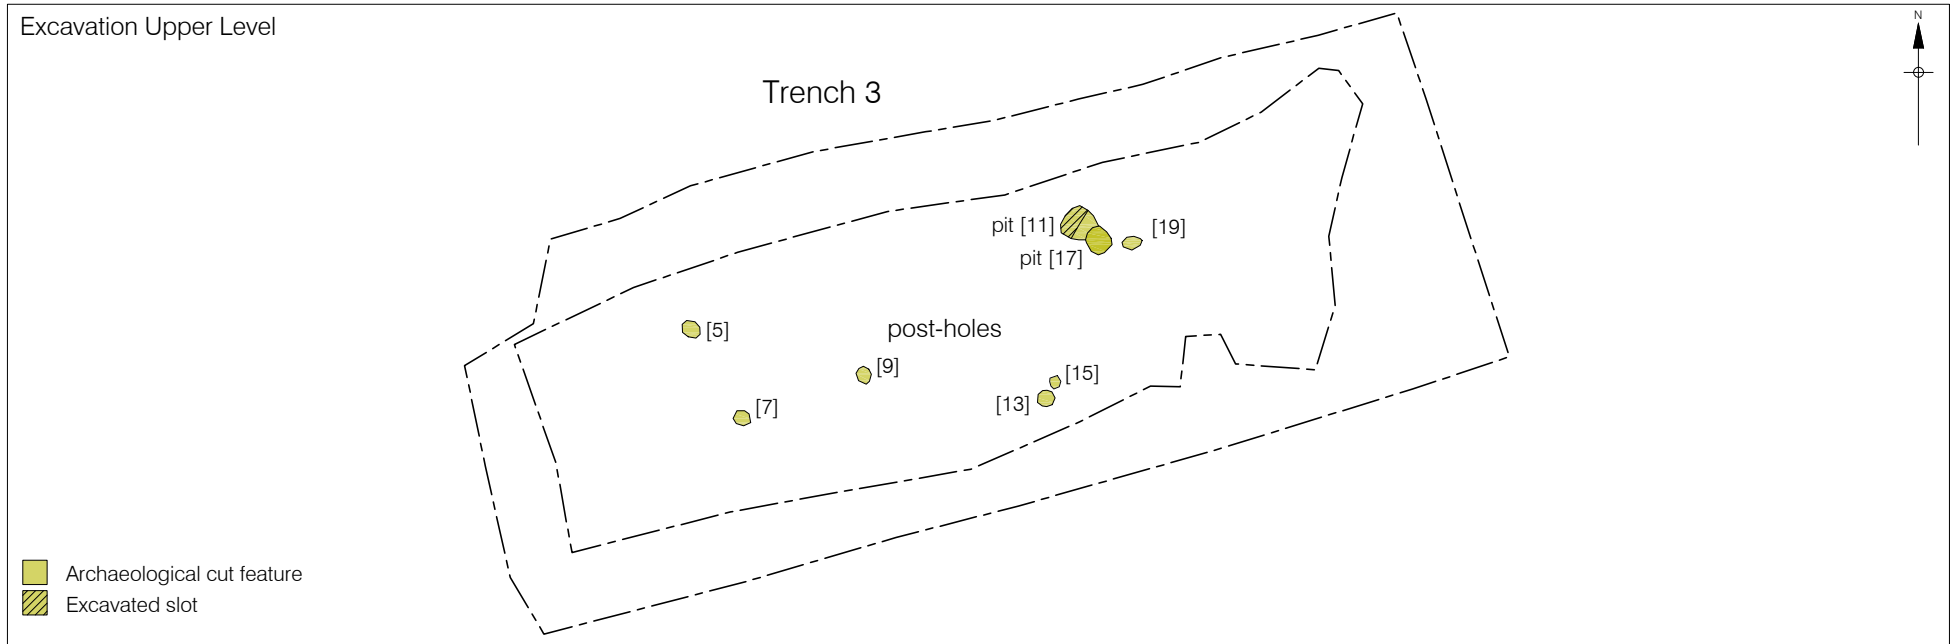 Excavation Upper Level
N
Trench 3
pit [11]
[19]
pit [17]
[5]
post-holes
[9]
[15]
[13]
[7]
Archaeological cut feature
Excavated slot